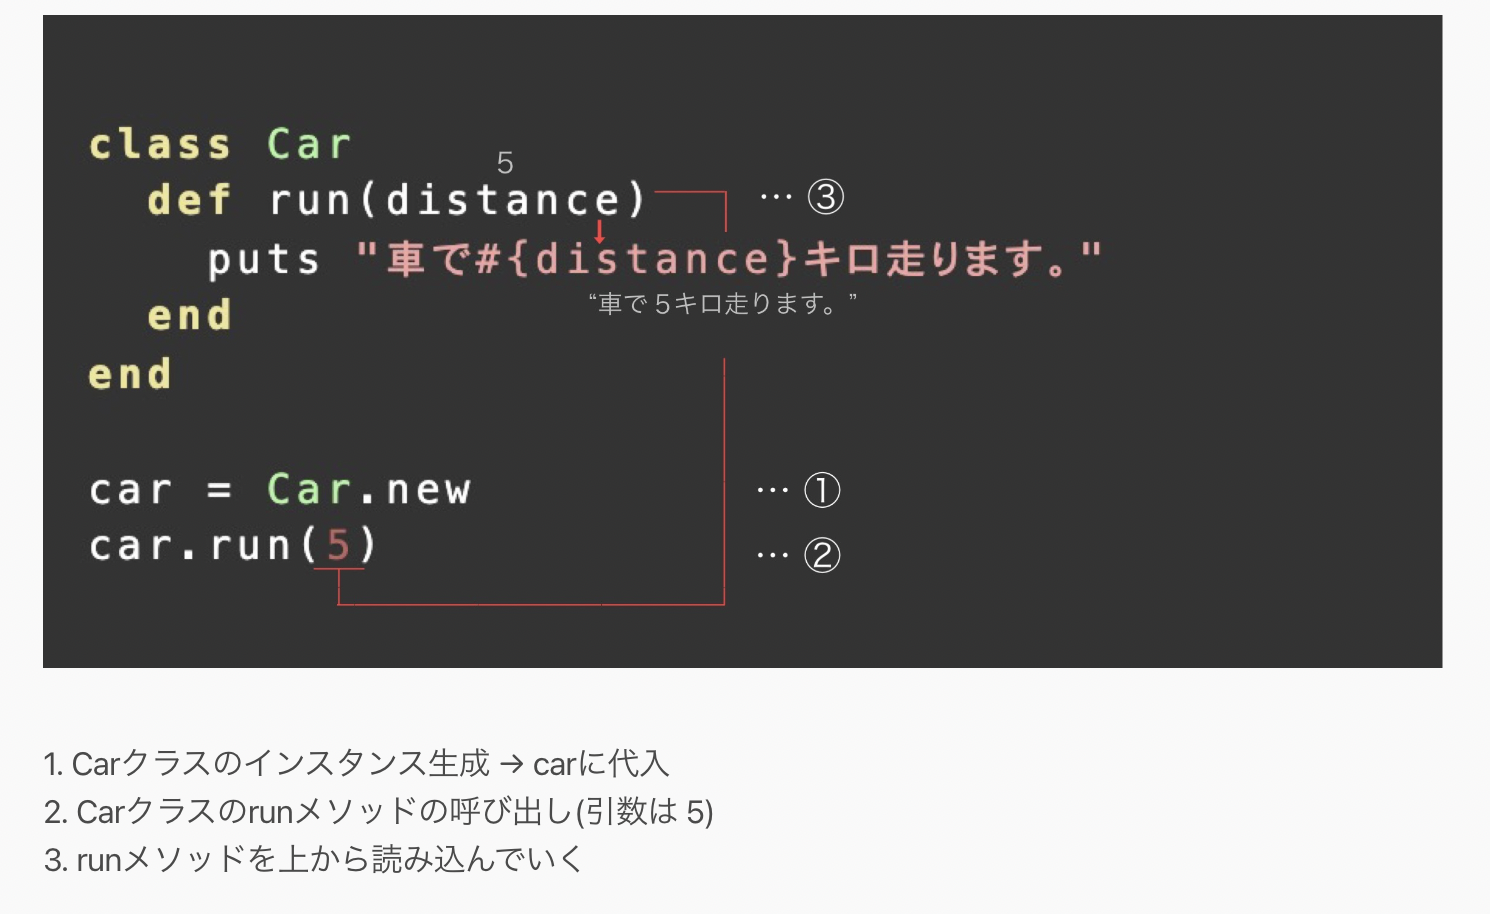 class Car
5
def run(distance) … ③
puts "車で#{distance}キロ走ります。"
“車で 5キロ走ります。”
end
end
car = Car.new … ①
car.run(5) … ②
1. Carクラスのインスタンス生成 → carに代入
2. Carクラスのrunメソッドの呼び出し(引数は 5)
3. runメソッドを上から読み込んでいく